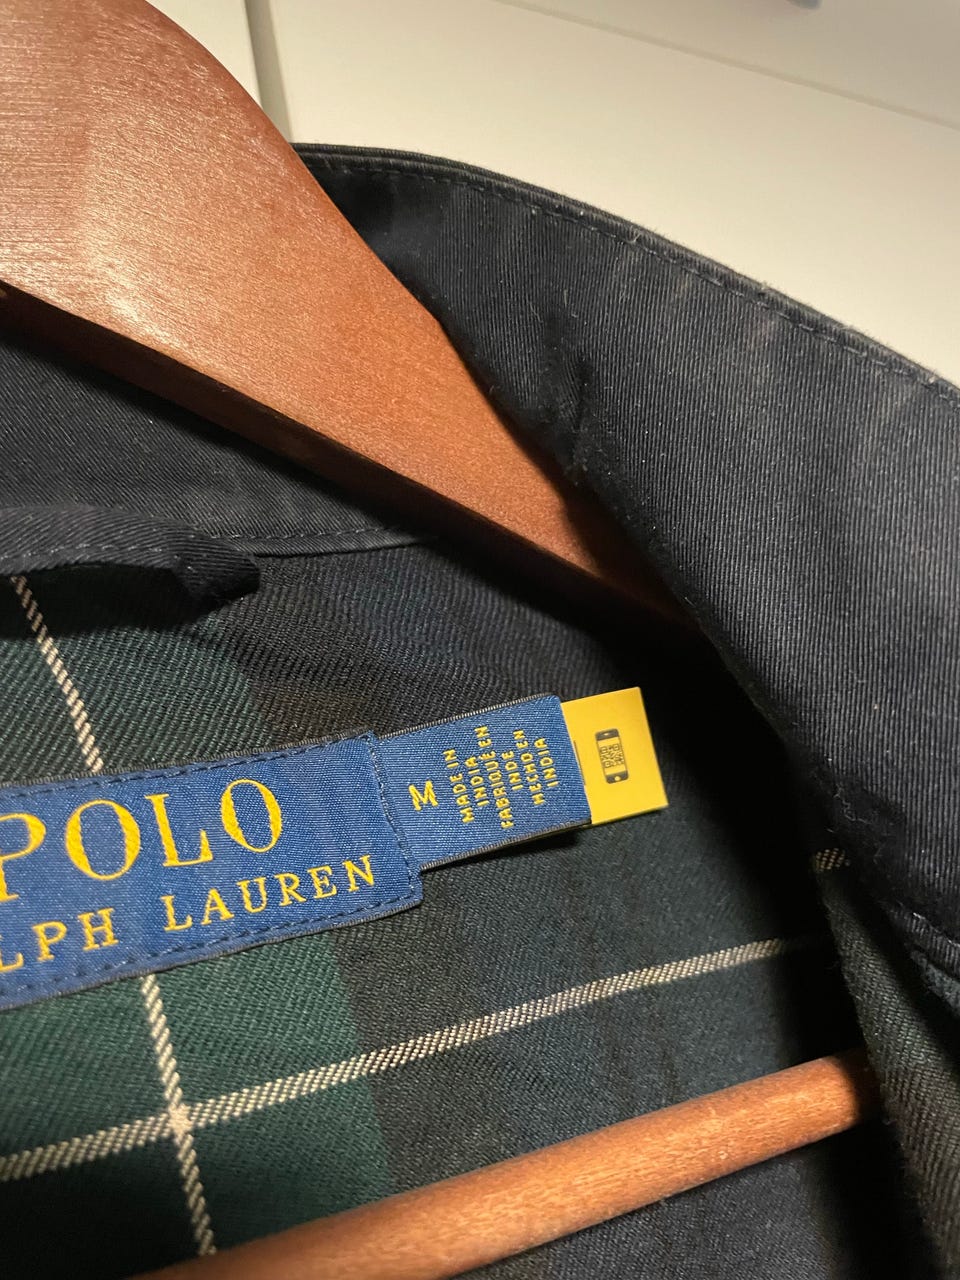 POLO
LPH LAUREN
M
MADE IN
INDIA
FABRIQUÉ EN
INDE
HECHO EN
INDIA